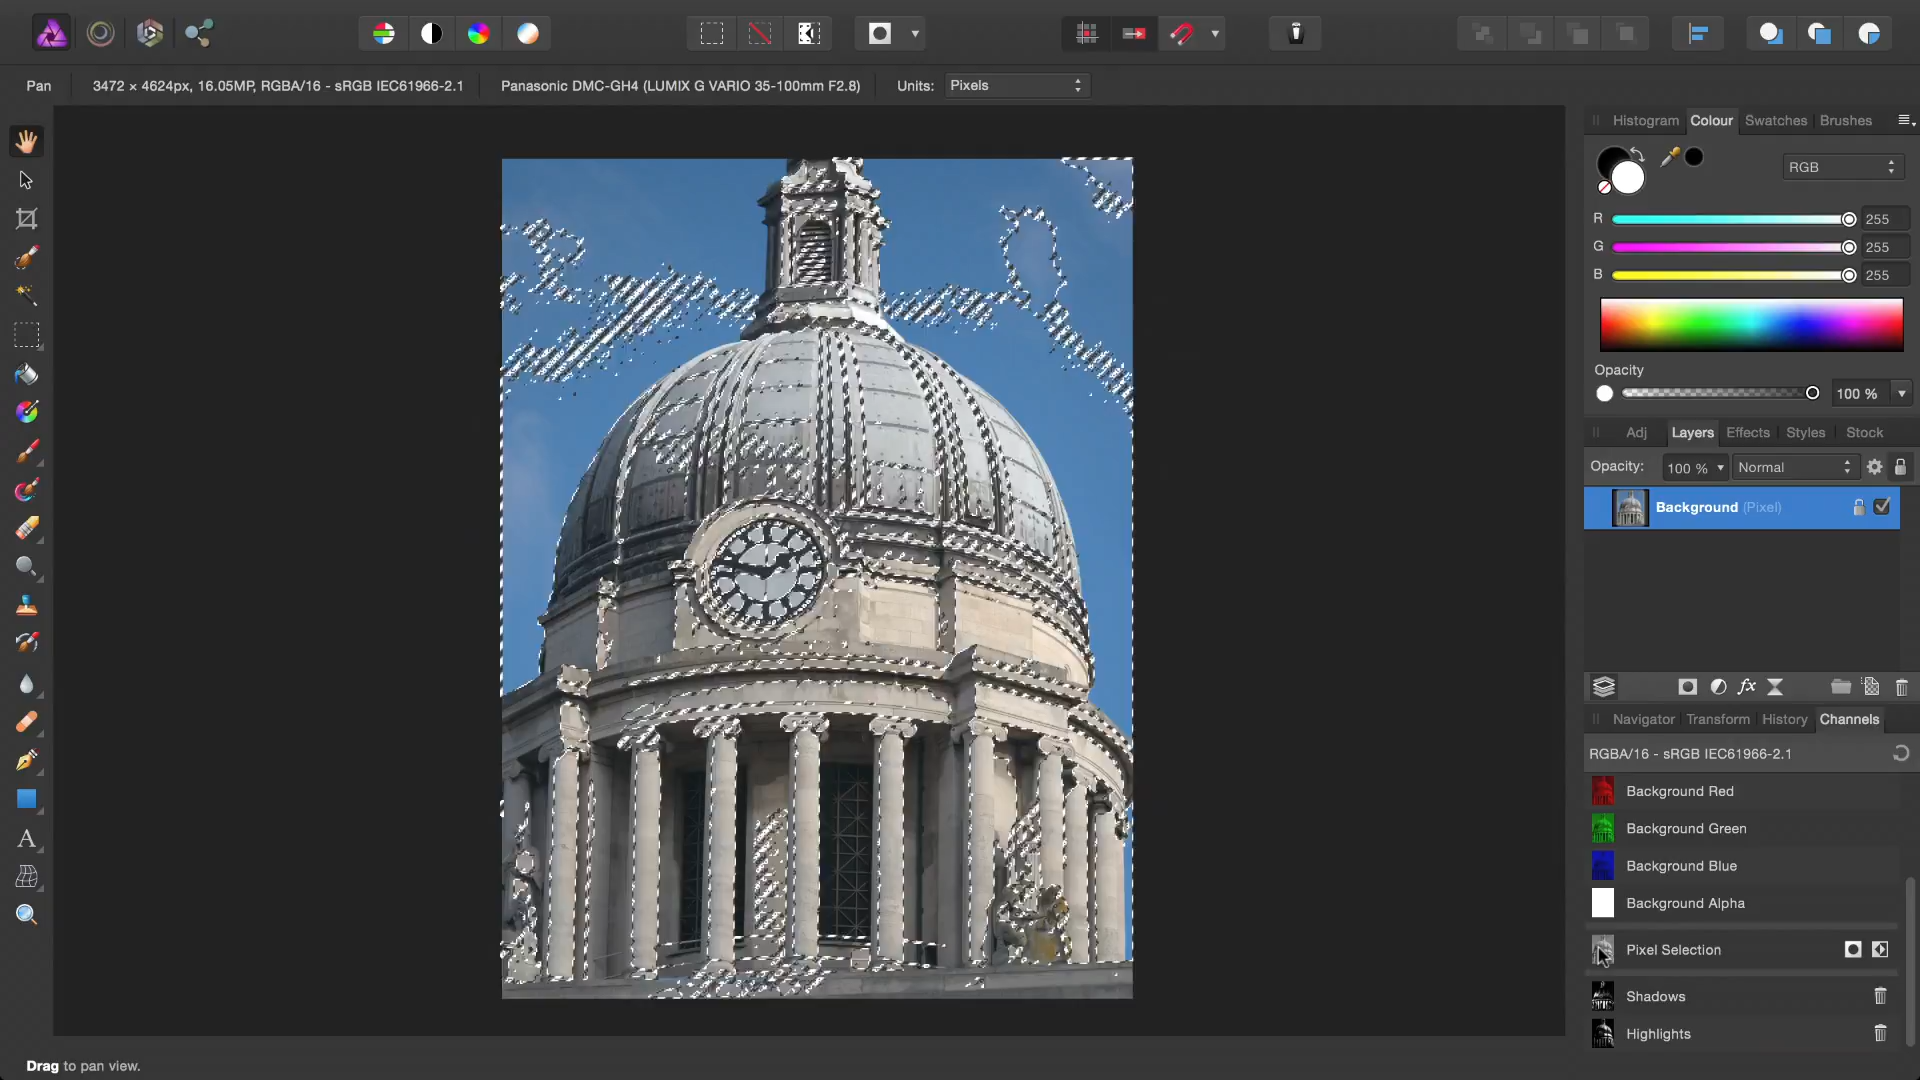 Pan
3472 × 4624px, 16.05MP, RGBA/16 - sRGB IEC61966-2.1
Panasonic DMC-GH4 (LUMIX G VARIO 35-100mm F2.8)
Units:
Pixels
Histogram
Colour
Swatches
Brushes
RGB
R
255
G
255
B
255
Opacity
100 %
Adj
Layers
Effects
Styles
Stock
Opacity:
100 %
Normal
Background (Pixel)
fx
Navigator
Transform
History
Channels
RGBA/16 - sRGB IEC61966-2.1
Background Red
Background Green
Background Blue
Background Alpha
Pixel Selection
Shadows
Highlights
A
Drag to pan view.